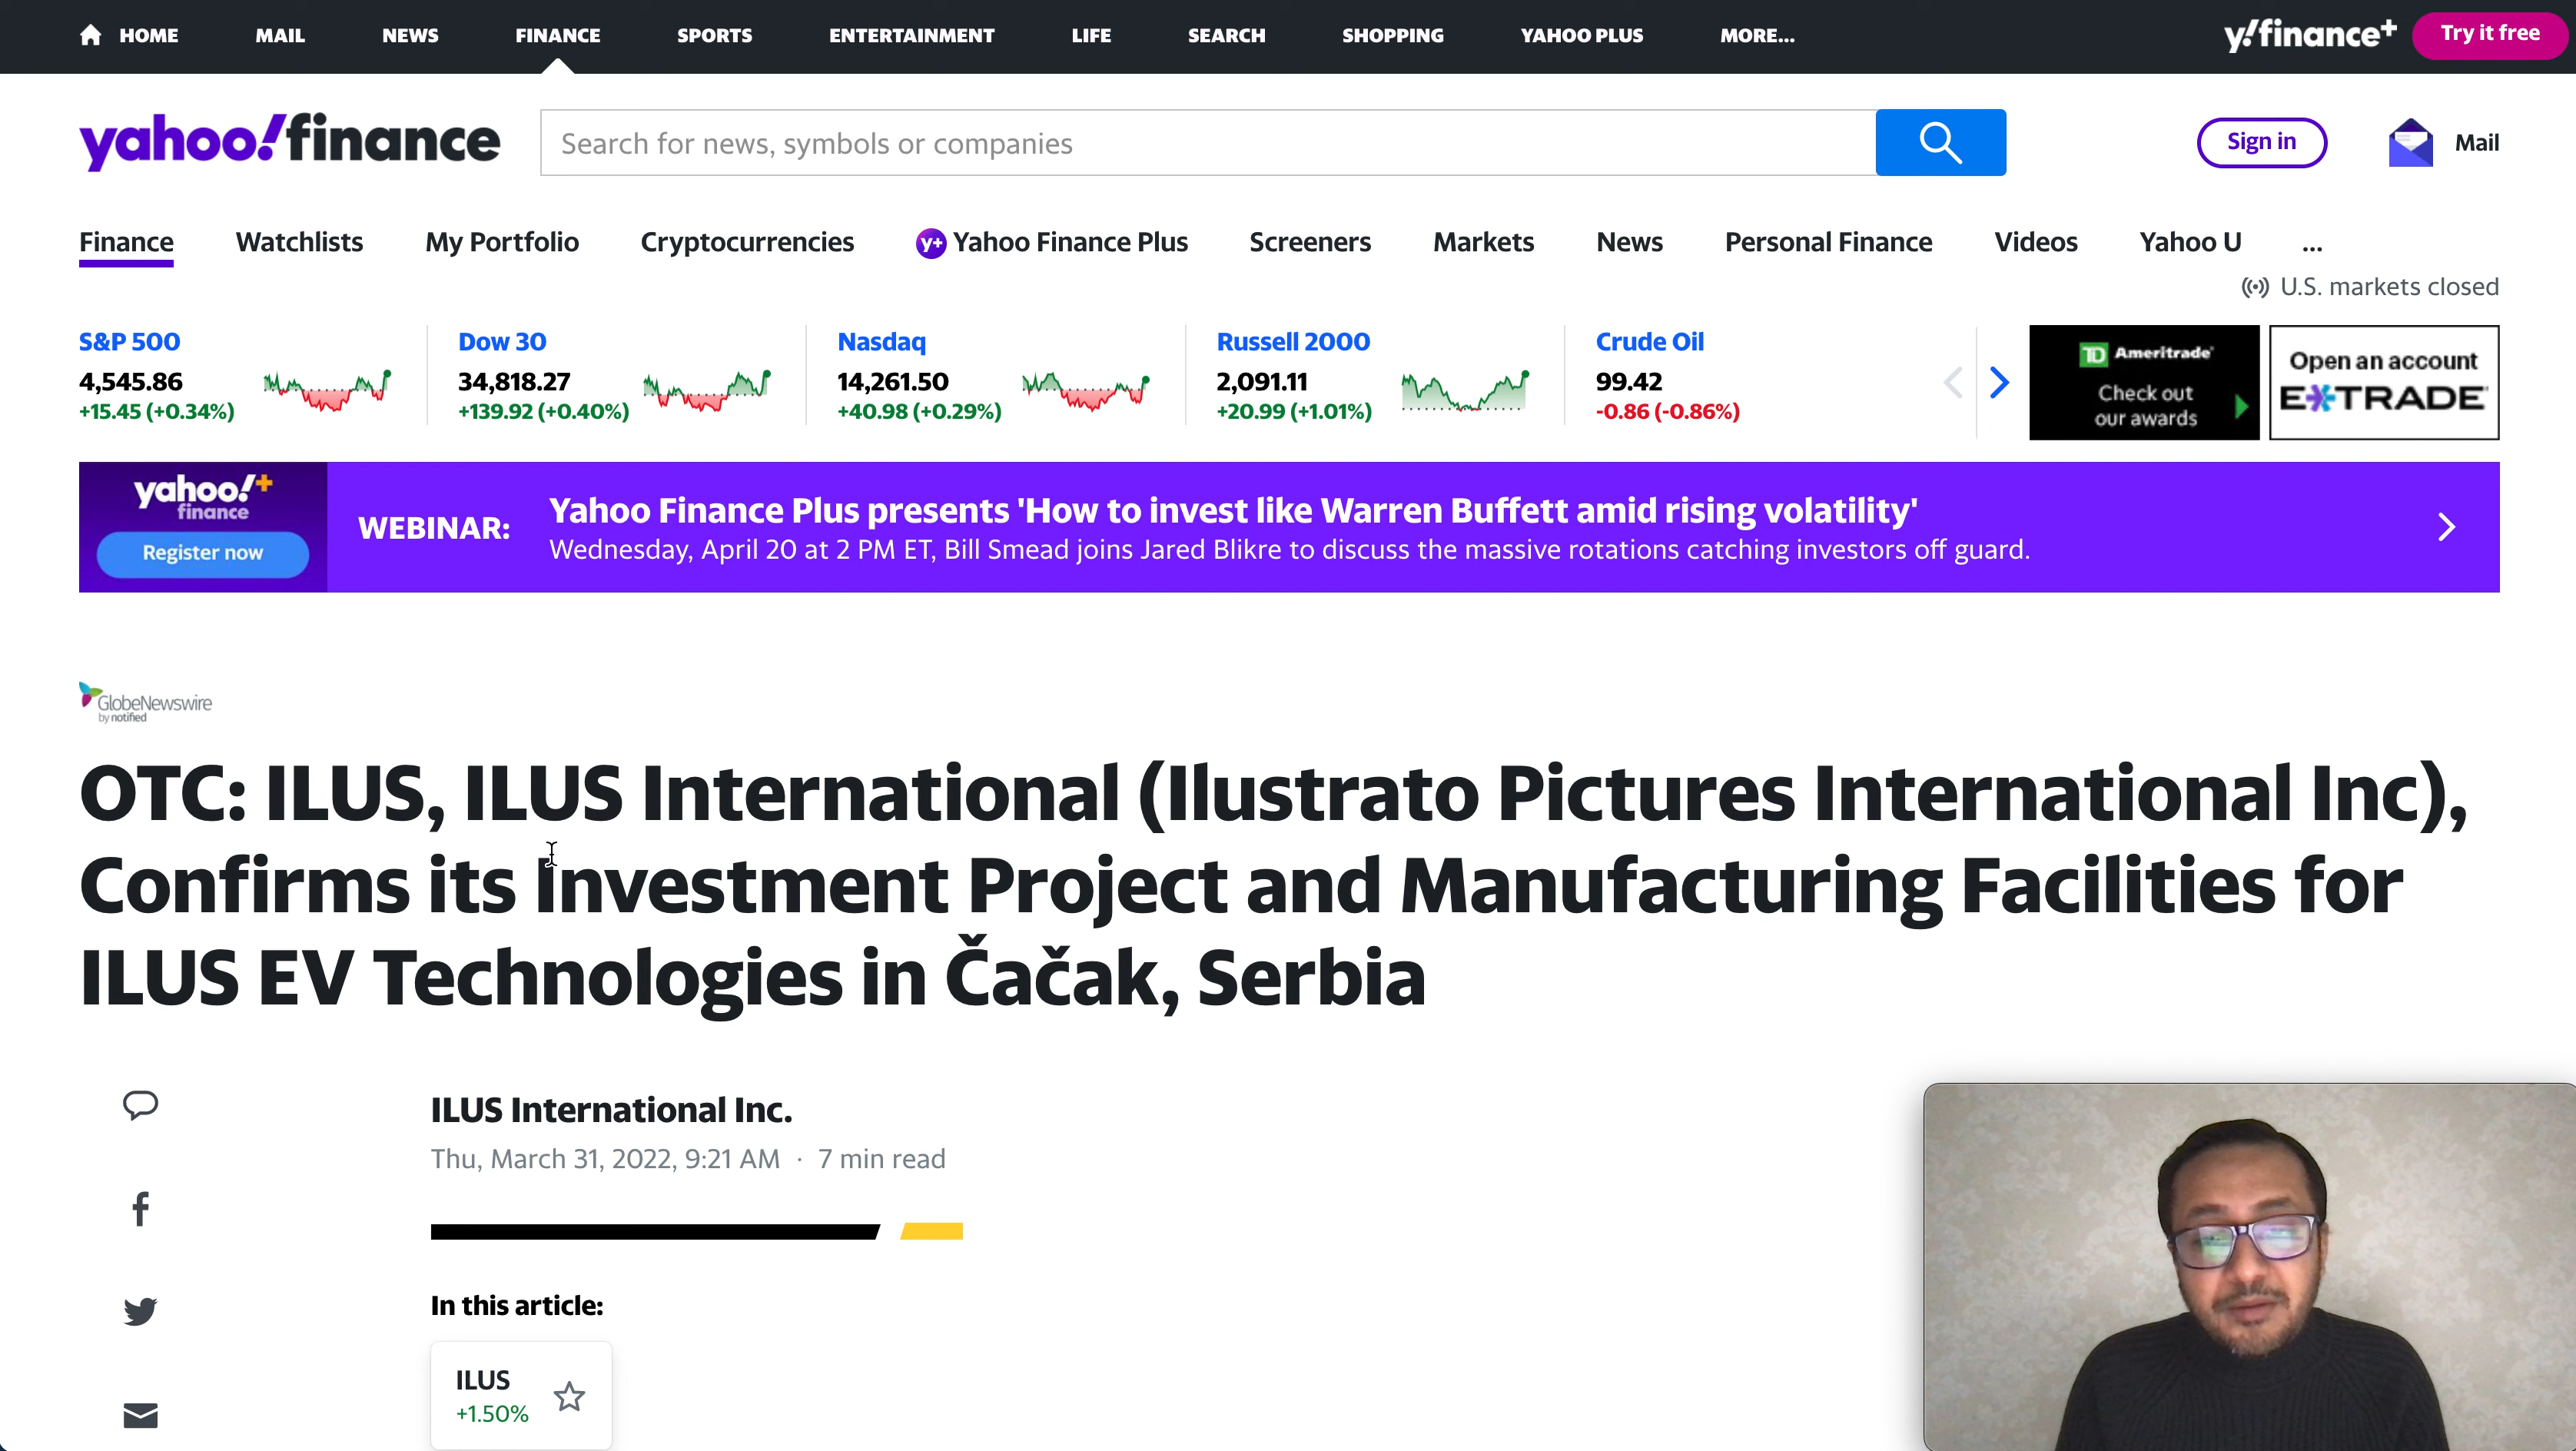 HOME MAIL NEWS FINANCE SPORTS ENTERTAINMENT LIFE SEARCH SHOPPING YAHOO PLUS MORE... y!finance+ Try it free
yahoo!finance Search for news, symbols or companies Sign in Mail
Finance Watchlists My Portfolio Cryptocurrencies y+ Yahoo Finance Plus Screeners Markets News Personal Finance Videos Yahoo U ...
U.S. markets closed
S&P 500
4,545.86
+15.45 (+0.34%)
Dow 30
34,818.27
+139.92 (+0.40%)
Nasdaq
14,261.50
+40.98 (+0.29%)
Russell 2000
2,091.11
+20.99 (+1.01%)
Crude Oil
99.42
-0.86 (-0.86%)
TD Ameritrade
Check out
our awards
Open an account
E*TRADE
yahoo!+
finance
Register now
WEBINAR:
Yahoo Finance Plus presents 'How to invest like Warren Buffett amid rising volatility'
Wednesday, April 20 at 2 PM ET, Bill Smead joins Jared Blikre to discuss the massive rotations catching investors off guard.
GlobeNewswire
by notified
OTC: ILUS, ILUS International (Ilustrato Pictures International Inc),
Confirms its Investment Project and Manufacturing Facilities for
ILUS EV Technologies in Čačak, Serbia
ILUS International Inc.
Thu, March 31, 2022, 9:21 AM · 7 min read
In this article:
ILUS
+1.50%